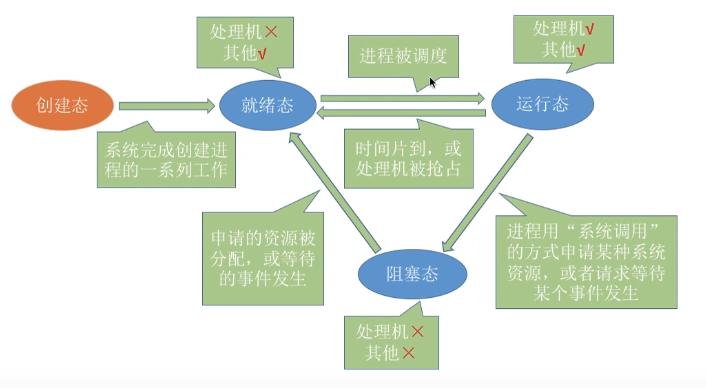 处理机×
其他√
处理机√
其他√
进程被调度
创建态
就绪态
运行态
系统完成创建进
程的一系列工作
时间片到，或
处理机被抢占
申请的资源被
分配，或等待
的事件发生
进程用“系统调用”
的方式申请某种系统
资源，或者请求等待
某个事件发生
阻塞态
处理机×
其他×